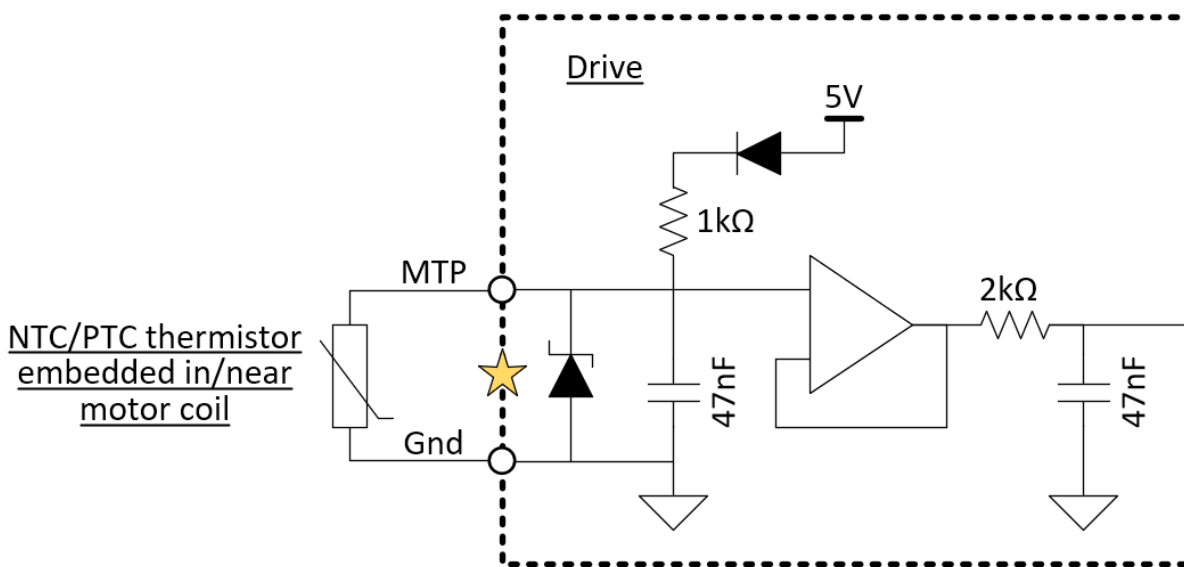 Drive
5V
1kΩ
MTP
2kΩ
NTC/PTC thermistor
embedded in/near
motor coil
47nF
47nF
Gnd